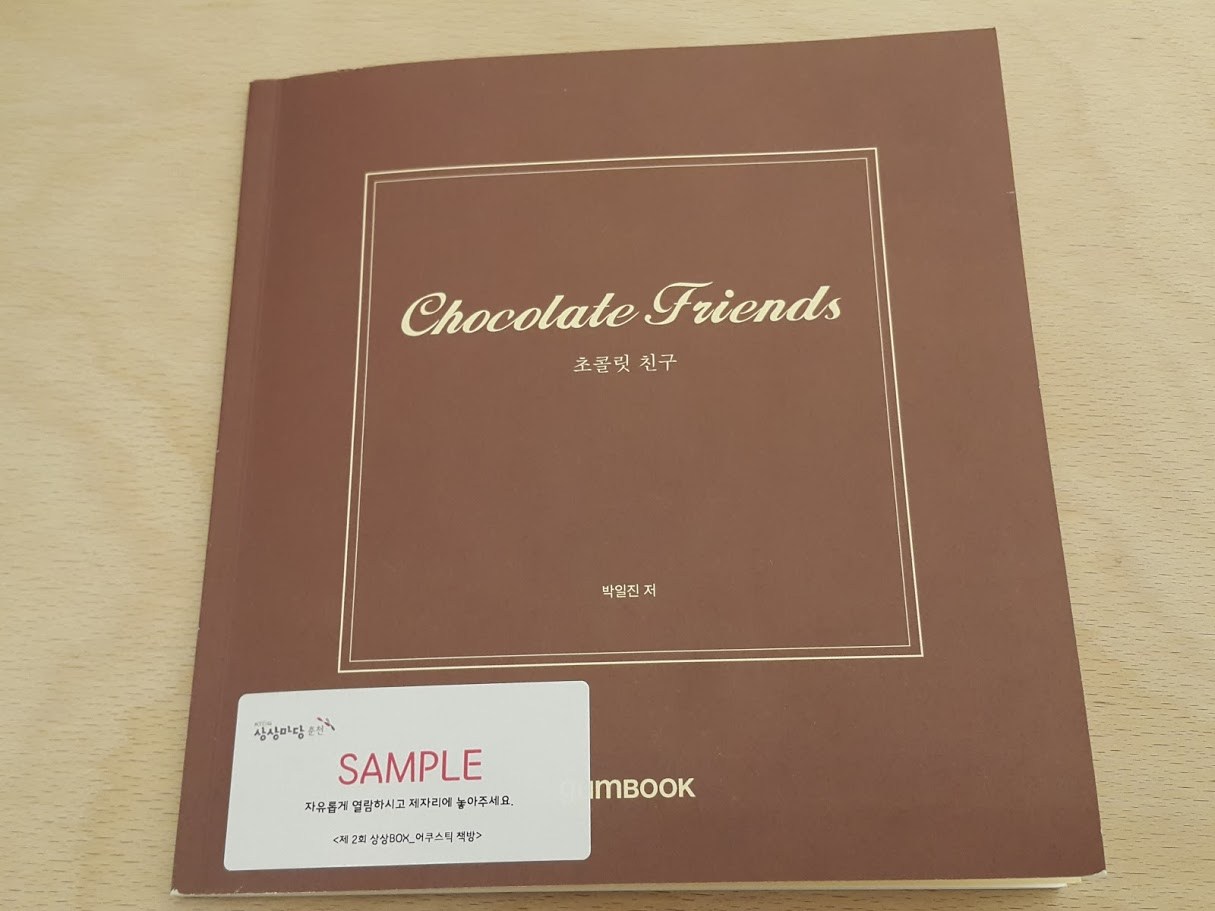 Chocolate Friends
초콜릿 친구
박일진 저
상상마당 춘천
SAMPLE
자유롭게 열람하시고 제자리에 놓아주세요.
<제 2회 상상BOX_어쿠스틱 책방>
mBOOK